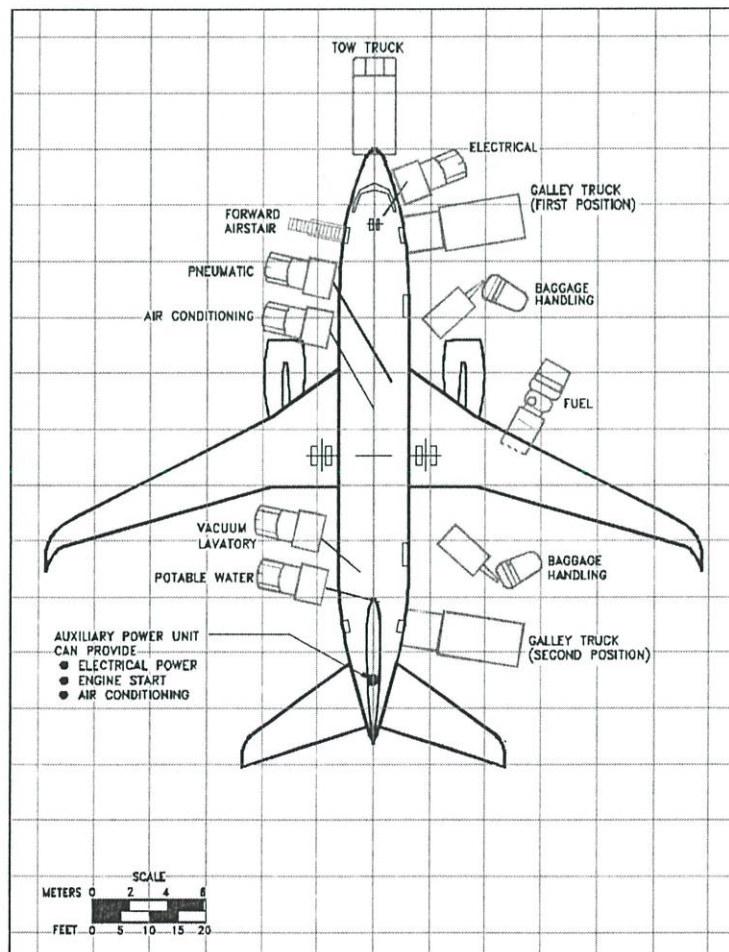 TOW TRUCK
ELECTRICAL
GALLEY TRUCK
(FIRST POSITION)
FORWARD
AIRSTAIR
PNEUMATIC
BAGGAGE
HANDLING
AIR CONDITIONING
FUEL
VACUUM
LAVATORY
BAGGAGE
HANDLING
POTABLE WATER
AUXILIARY POWER UNIT
CAN PROVIDE
● ELECTRICAL POWER
● ENGINE START
● AIR CONDITIONING
GALLEY TRUCK
(SECOND POSITION)
SCALE
METERS 0 2 4 6
FEET 0 5 10 15 20